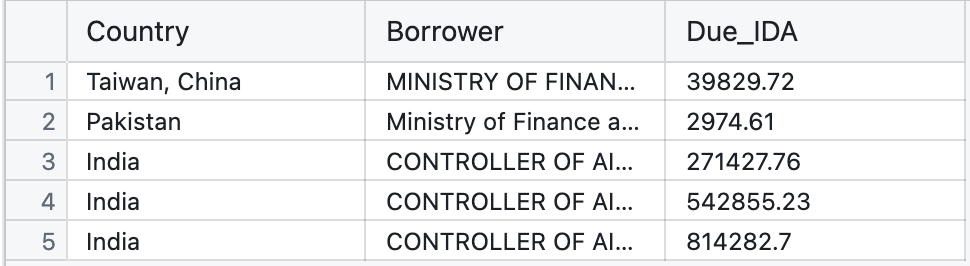 Country Borrower Due_IDA
1 Taiwan, China MINISTRY OF FINAN... 39829.72
2 Pakistan Ministry of Finance a... 2974.61
3 India CONTROLLER OF AI... 271427.76
4 India CONTROLLER OF AI... 542855.23
5 India CONTROLLER OF AI... 814282.7